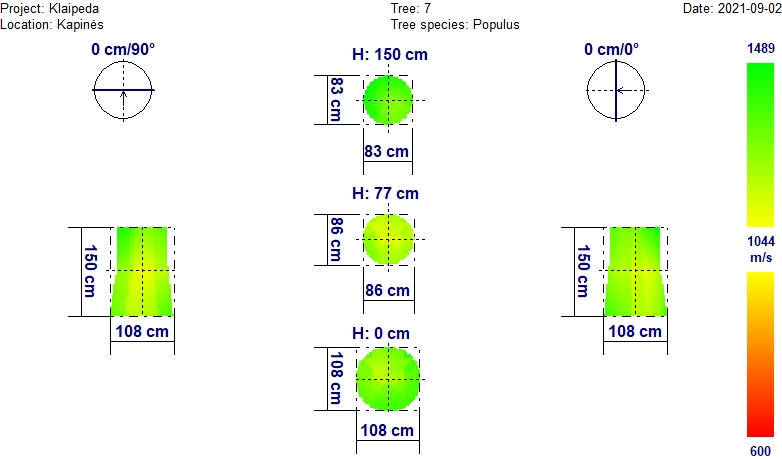 Project: Klaipeda
Tree: 7
Date: 2021-09-02
Location: Kapinės
Tree species: Populus
0 cm/90°
H: 150 cm
0 cm/0°
1489
83 cm
83 cm
H: 77 cm
86 cm
86 cm
150 cm
108 cm
150 cm
108 cm
1044
m/s
H: 0 cm
108 cm
108 cm
600